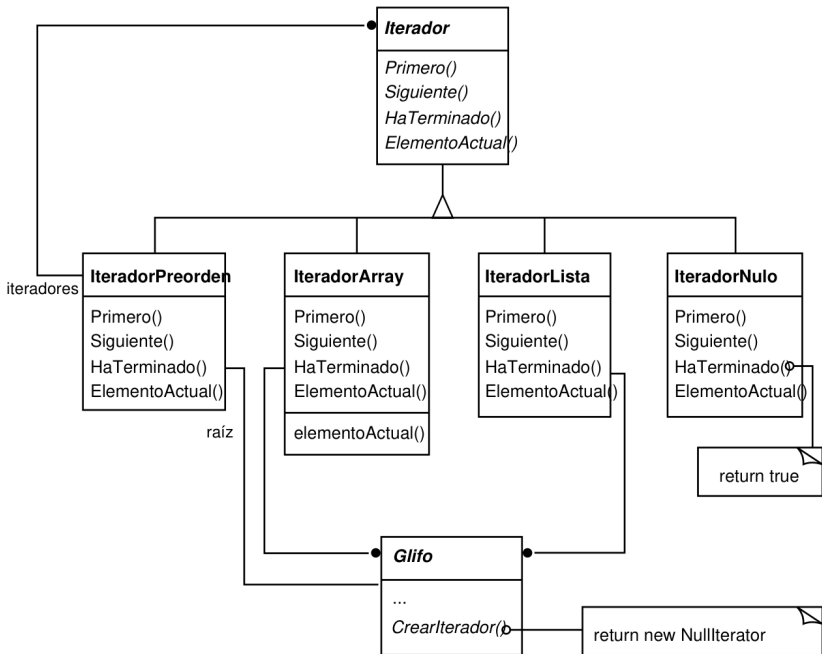 Iterador
Primero()
Siguiente()
HaTerminado()
ElementoActual()
iteradores
IteradorPreorden
Primero()
Siguiente()
HaTerminado()
ElementoActual()
IteradorArray
Primero()
Siguiente()
HaTerminado()
ElementoActual()
elementoActual()
IteradorLista
Primero()
Siguiente()
HaTerminado()
ElementoActual()
IteradorNulo
Primero()
Siguiente()
HaTerminado()
ElementoActual()
raíz
return true
Glifo
...
CrearIterador()
return new NullIterator